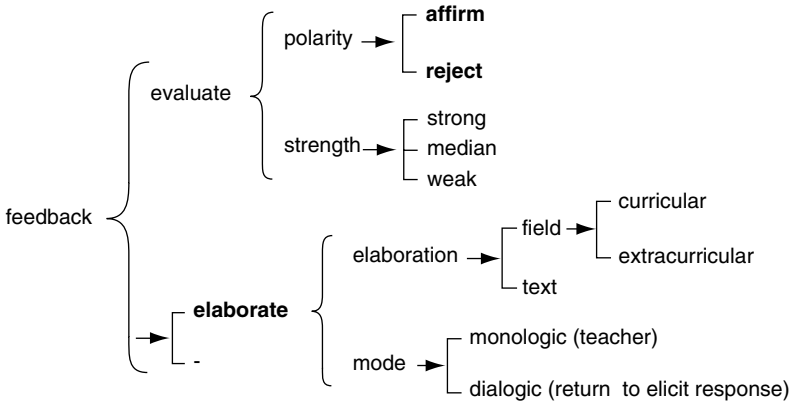 affirm
polarity
reject
evaluate
strong
strength
median
weak
feedback
curricular
field
elaboration
extracurricular
text
elaborate
monologic (teacher)
-
mode
dialogic (return to elicit response)